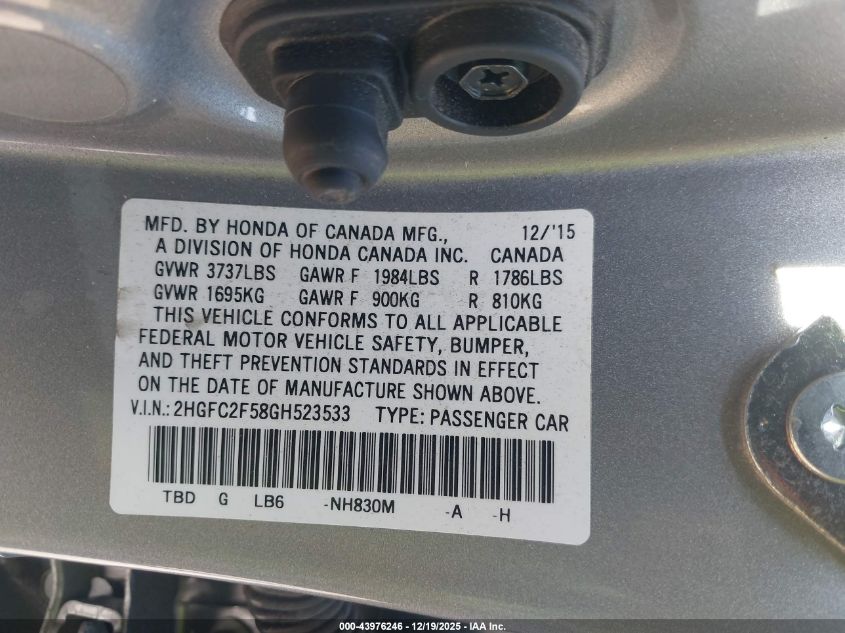 MFD. BY HONDA OF CANADA MFG., 12/'15
A DIVISION OF HONDA CANADA INC. CANADA
GVWR 3737LBS GAWR F 1984LBS R 1786LBS
GVWR 1695KG GAWR F 900KG R 810KG
THIS VEHICLE CONFORMS TO ALL APPLICABLE
FEDERAL MOTOR VEHICLE SAFETY, BUMPER,
AND THEFT PREVENTION STANDARDS IN EFFECT
ON THE DATE OF MANUFACTURE SHOWN ABOVE.
V.I.N.: 2HGFC2F58GH523533 TYPE: PASSENGER CAR
TBD G LB6 -NH830M -A -H
000-43976246 - 12/19/2025 - IAA Inc.